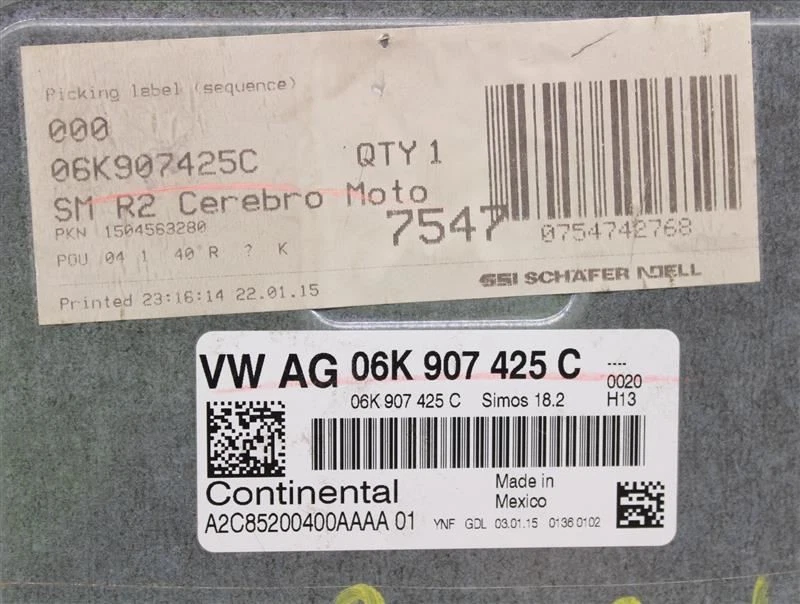 Picking label (sequence)
000
06K907425C QTY 1
SM R2 Cerebro Moto
PKN 1504563280 7547 0754742768
POU 04 1 40 R ? K
SSI SCHÄFER NOELL
Printed 23:16:14 22.01.15
VW AG 06K 907 425 C ----
0020
06K 907 425 C Simos 18.2 H13
Continental Made in
Mexico
A2C85200400AAAA 01 YNF GDL 03.01.15 0136 0102